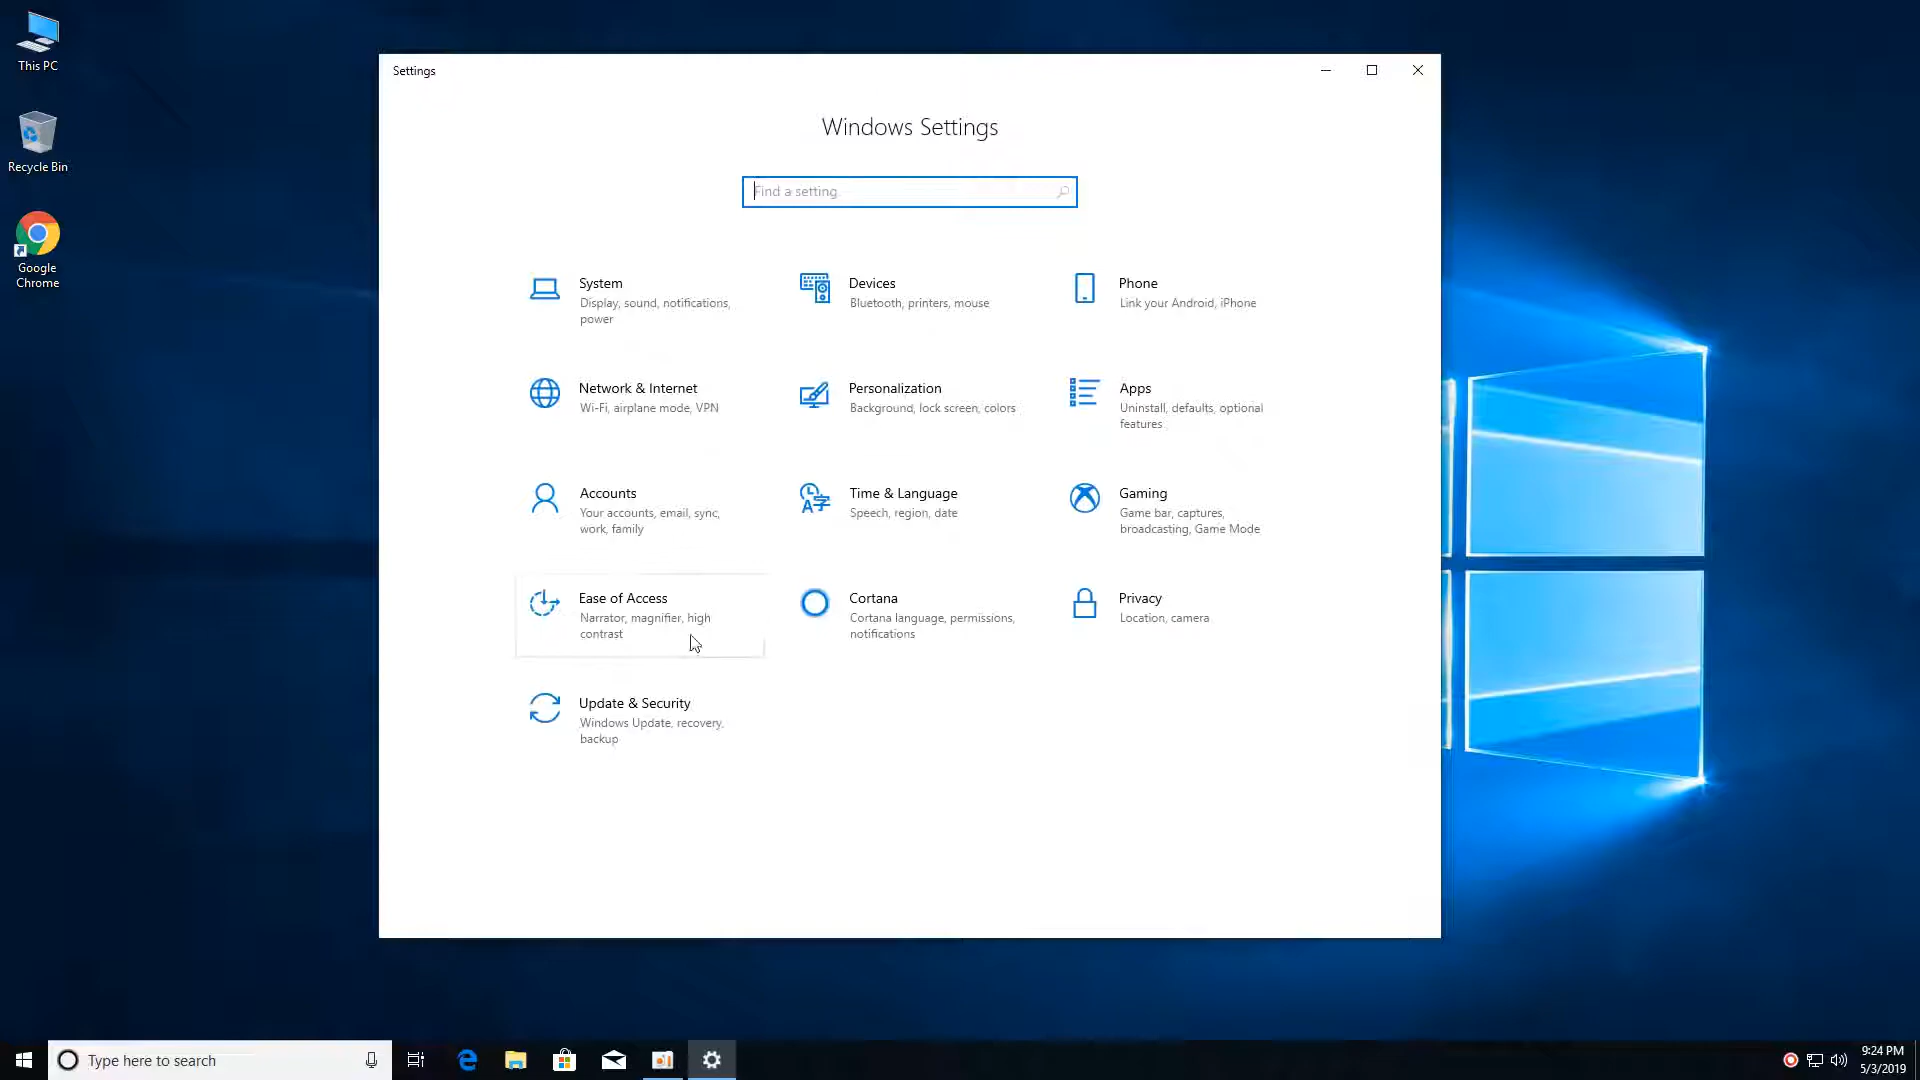 This PC
Recycle Bin
Google
Chrome
Settings
Windows Settings
Find a setting
System
Display, sound, notifications,
power
Devices
Bluetooth, printers, mouse
Phone
Link your Android, iPhone
Network & Internet
Wi-Fi, airplane mode, VPN
Personalization
Background, lock screen, colors
Apps
Uninstall, defaults, optional
features
Accounts
Your accounts, email, sync,
work, family
Time & Language
Speech, region, date
Gaming
Game bar, captures,
broadcasting, Game Mode
Ease of Access
Narrator, magnifier, high
contrast
Cortana
Cortana language, permissions,
notifications
Privacy
Location, camera
Update & Security
Windows Update, recovery,
backup
Type here to search
9:24 PM
5/3/2019